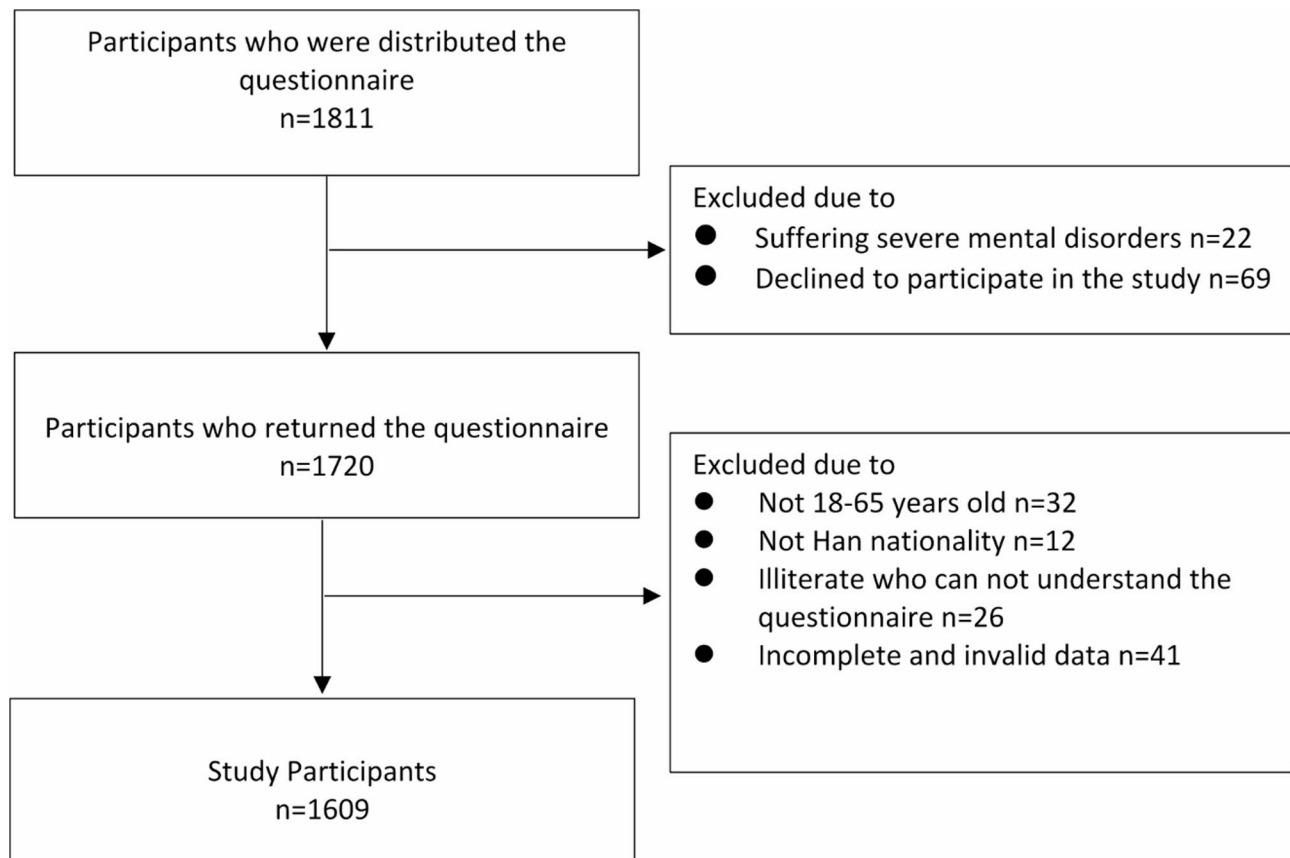 Participants who were distributed the
questionnaire
n=1811
Excluded due to
● Suffering severe mental disorders n=22
● Declined to participate in the study n=69
Participants who returned the questionnaire
n=1720
Excluded due to
● Not 18-65 years old n=32
● Not Han nationality n=12
● Illiterate who can not understand the
questionnaire n=26
● Incomplete and invalid data n=41
Study Participants
n=1609